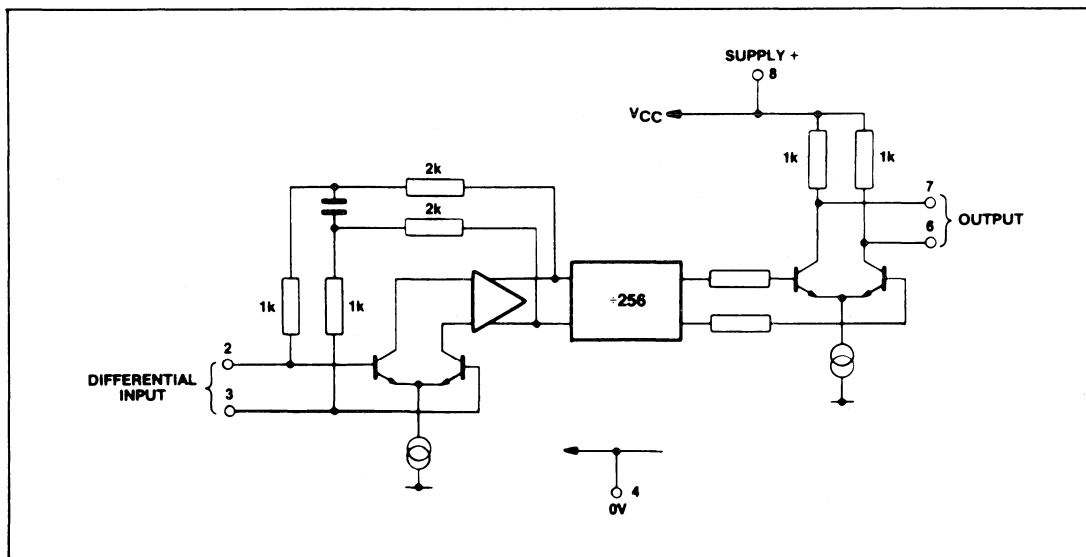 SUPPLY +
8
VCC
1k
1k
7
OUTPUT
6
2k
2k
1k
1k
÷256
2
DIFFERENTIAL
INPUT
3
4
0V